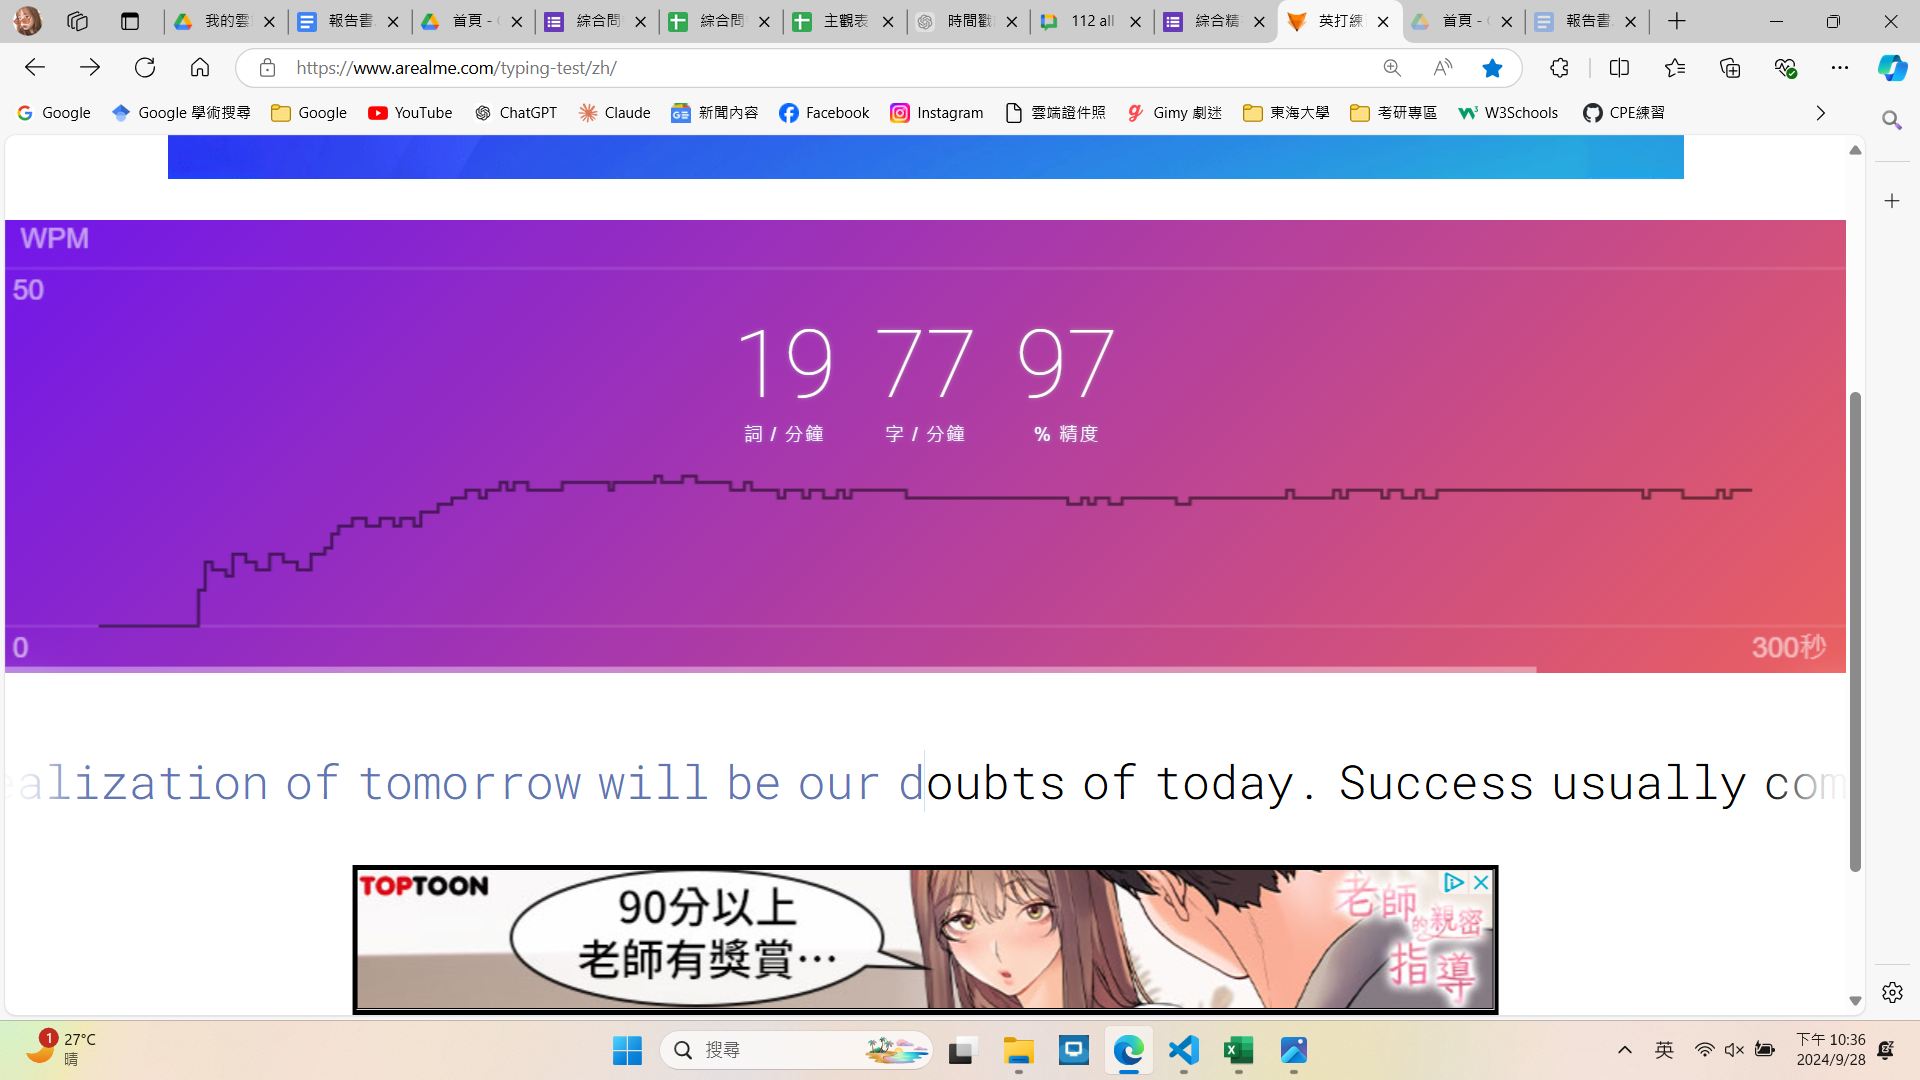 我的雲
報告書
首頁 -
綜合問
綜合問
主觀表
時間戳
112 all
綜合精
英打練
首頁 -
報告書
https://www.arealme.com/typing-test/zh/
Google
Google 學術搜尋
Google
YouTube
ChatGPT
Claude
新聞內容
Facebook
Instagram
雲端證件照
Gimy 劇迷
東海大學
考研專區
W3Schools
CPE練習
WPM
50
19 77 97
詞 / 分鐘 字 / 分鐘 % 精度
0 300秒
ealization of tomorrow will be our doubts of today. Success usually com
TOPTOON
90分以上
老師有獎賞⋯
老師的親密指導
1
27°C
晴
搜尋
英
下午 10:36
2024/9/28